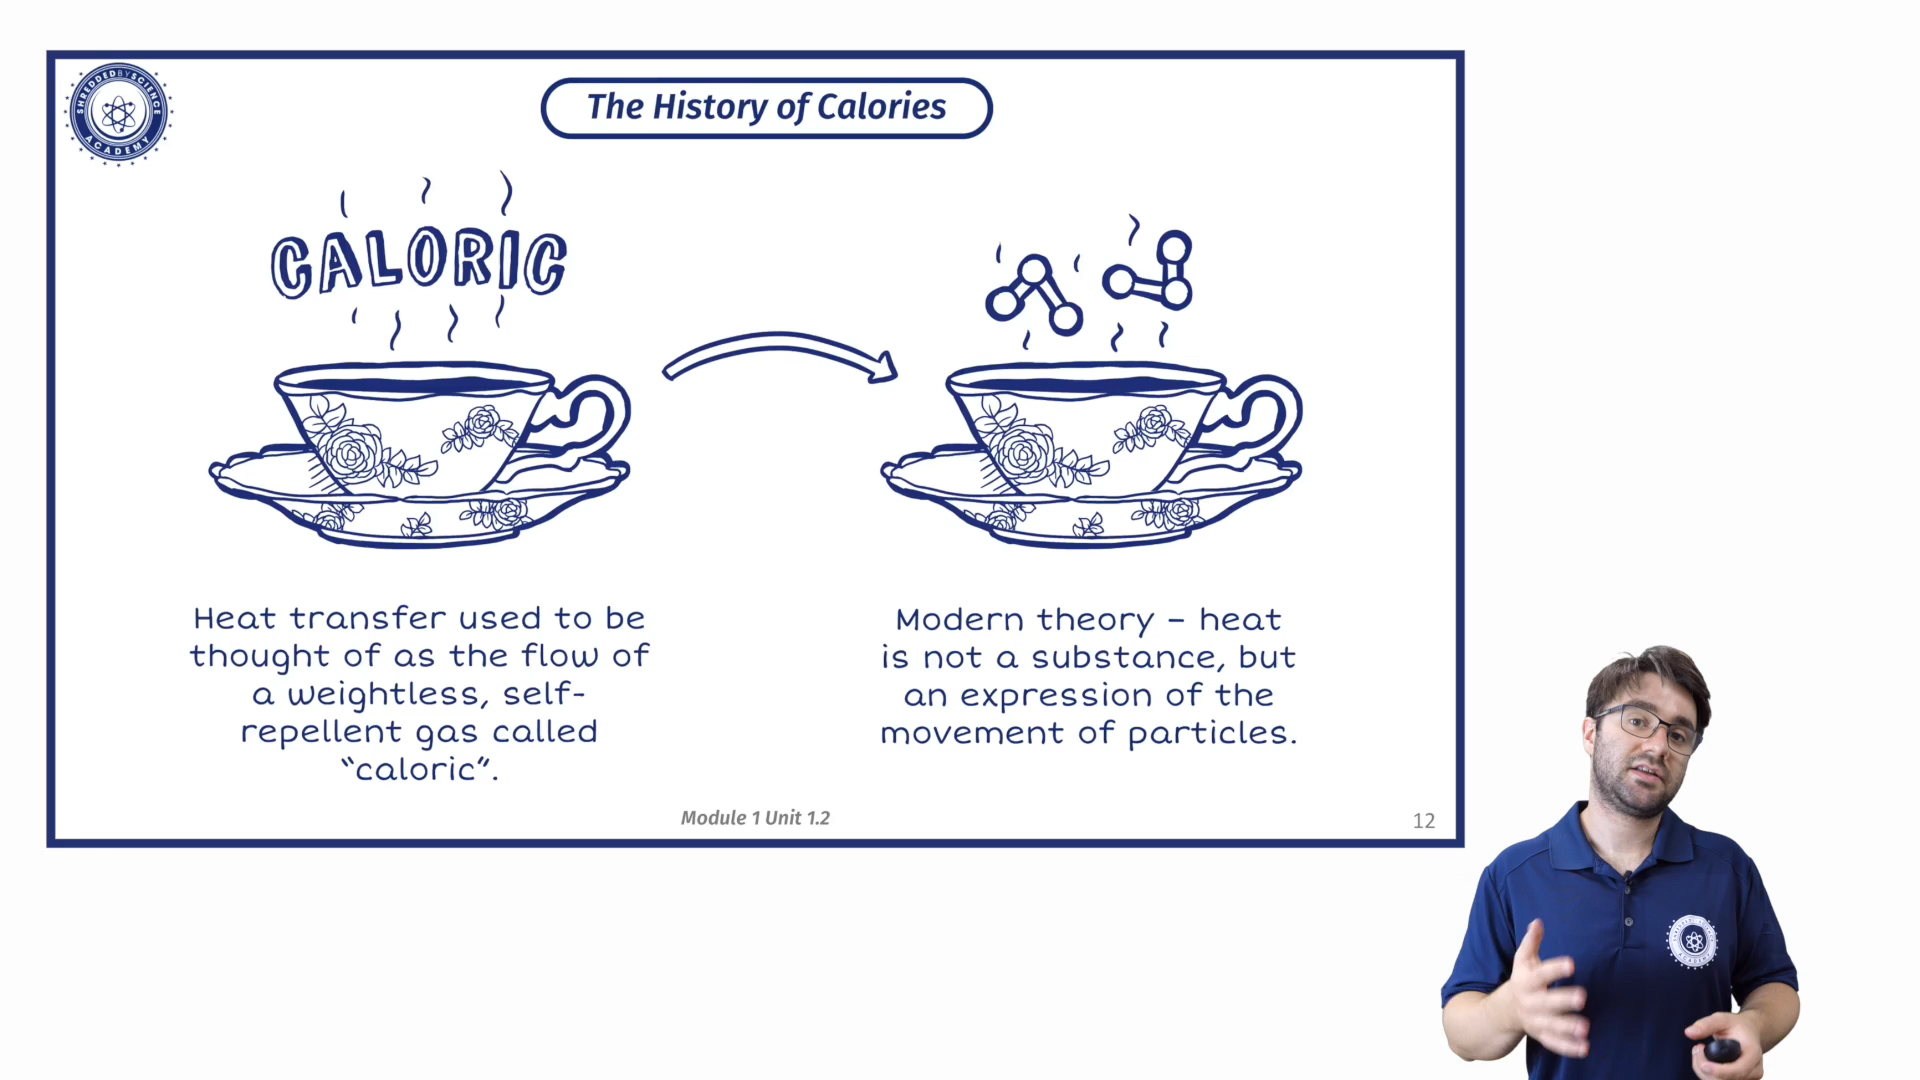 SHREDDEDBYSCIENCE
ACADEMY
The History of Calories
CALORIC
Heat transfer used to be
thought of as the flow of
a weightless, self-
repellent gas called
“caloric”.
Modern theory – heat
is not a substance, but
an expression of the
movement of particles.
Module 1 Unit 1.2
12